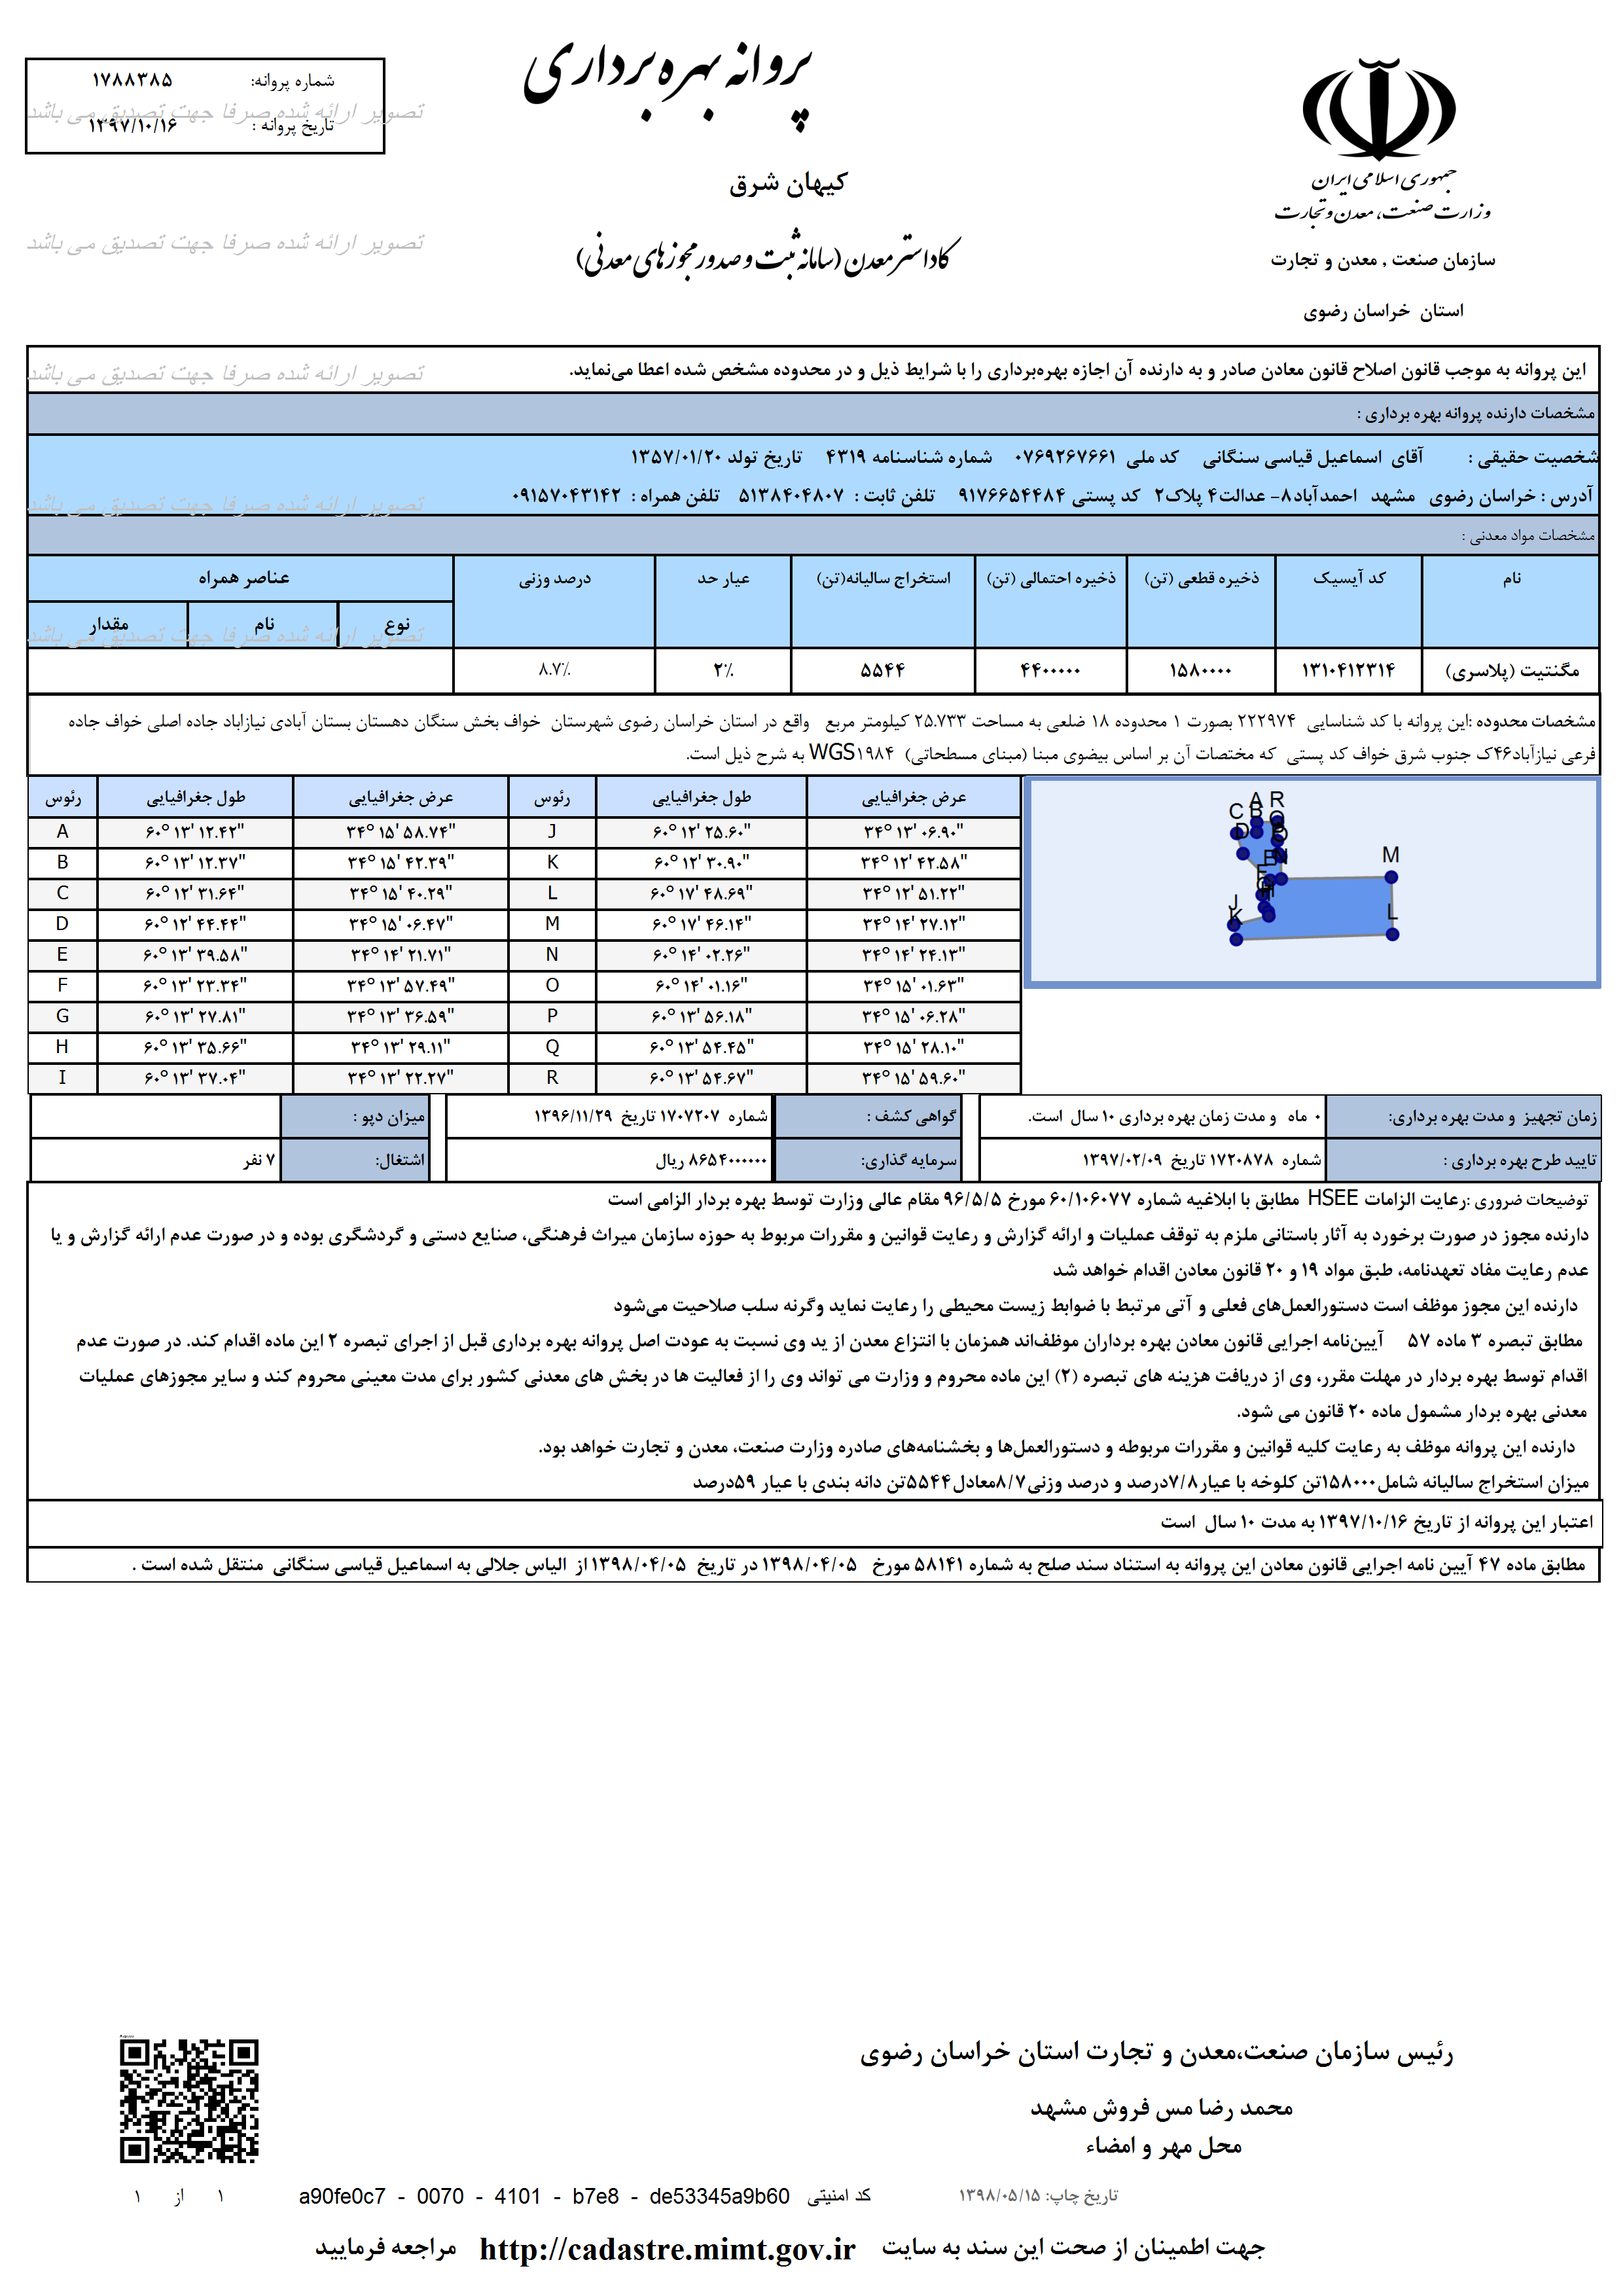 پروانه بهره برداری
کیهان شرق
کاداستر معدن (سامانه ثبت و صدور مجوزهای معدنی)
جمهوری اسلامی ایران
وزارت صنعت، معدن و تجارت
سازمان صنعت , معدن و تجارت
استان خراسان رضوی
شماره پروانه: ۱۷۸۸۳۸۵
تصویر ارائه شده صرفا جهت تصدیق می باشد
تاریخ پروانه : ۱۳۹۷/۱۰/۱۶
تصویر ارائه شده صرفا جهت تصدیق می باشد
تصویر ارائه شده صرفا جهت تصدیق می باشد
این پروانه به موجب قانون اصلاح قانون معادن صادر و به دارنده آن اجازه بهره‌برداری را با شرایط ذیل و در محدوده مشخص شده اعطا می‌نماید.
مشخصات دارنده پروانه بهره برداری :
شخصیت حقیقی : آقای اسماعیل قیاسی سنگانی کد ملی ۰۷۶۹۲۶۷۶۶۱ شماره شناسنامه ۴۳۱۹ تاریخ تولد ۱۳۵۷/۰۱/۲۰
آدرس : خراسان رضوی مشهد احمدآباد۸- عدالت۴ پلاک۲ کد پستی ۹۱۷۶۶۵۴۴۸۴ تلفن ثابت : ۵۱۳۸۴۰۴۸۰۷ تلفن همراه : ۰۹۱۵۷۰۴۳۱۴۲
تصویر ارائه شده صرفا جهت تصدیق می باشد
مشخصات مواد معدنی :
نام کد آیسیک ذخیره قطعی (تن) ذخیره احتمالی (تن) استخراج سالیانه(تن) عیار حد درصد وزنی عناصر همراه
نوع نام مقدار
تصویر ارائه شده صرفا جهت تصدیق می باشد
مگنتیت (پلاسری) ۱۳۱۰۴۱۲۳۱۴ ۱۵۸۰۰۰۰ ۴۴۰۰۰۰۰ ۵۵۴۴ ۲٪ ۸.۷٪
مشخصات محدوده :این پروانه با کد شناسایی ۲۲۲۹۷۴ بصورت ۱ محدوده ۱۸ ضلعی به مساحت ۲۵.۷۳۳ کیلومتر مربع واقع در استان خراسان رضوی شهرستان خواف بخش سنگان دهستان بستان آبادی نیازاباد جاده اصلی خواف جاده
فرعی نیازآباد۴۶ک جنوب شرق خواف کد پستی که مختصات آن بر اساس بیضوی مبنا (مبنای مسطحاتی) WGS۱۹۸۴ به شرح ذیل است.
رئوس طول جغرافیایی عرض جغرافیایی رئوس طول جغرافیایی عرض جغرافیایی
A ۶۰° ۱۳' ۱۲.۴۲" ۳۴° ۱۵' ۵۸.۷۴" J ۶۰° ۱۲' ۲۵.۶۰" ۳۴° ۱۳' ۰۶.۹۰"
B ۶۰° ۱۳' ۱۲.۳۷" ۳۴° ۱۵' ۴۲.۳۹" K ۶۰° ۱۲' ۳۰.۹۰" ۳۴° ۱۲' ۴۲.۵۸"
C ۶۰° ۱۲' ۳۱.۶۴" ۳۴° ۱۵' ۴۰.۲۹" L ۶۰° ۱۷' ۴۸.۶۹" ۳۴° ۱۲' ۵۱.۲۲"
D ۶۰° ۱۲' ۴۴.۴۴" ۳۴° ۱۵' ۰۶.۴۷" M ۶۰° ۱۷' ۴۶.۱۴" ۳۴° ۱۴' ۲۷.۱۲"
E ۶۰° ۱۳' ۳۹.۵۸" ۳۴° ۱۴' ۲۱.۷۱" N ۶۰° ۱۴' ۰۲.۲۶" ۳۴° ۱۴' ۲۴.۱۳"
F ۶۰° ۱۳' ۲۳.۳۴" ۳۴° ۱۳' ۵۷.۴۹" O ۶۰° ۱۴' ۰۱.۱۶" ۳۴° ۱۵' ۰۱.۶۳"
G ۶۰° ۱۳' ۲۷.۸۱" ۳۴° ۱۳' ۳۶.۵۹" P ۶۰° ۱۳' ۵۶.۱۸" ۳۴° ۱۵' ۰۶.۲۸"
H ۶۰° ۱۳' ۳۵.۶۶" ۳۴° ۱۳' ۲۹.۱۱" Q ۶۰° ۱۳' ۵۴.۴۵" ۳۴° ۱۵' ۲۸.۱۰"
I ۶۰° ۱۳' ۳۷.۰۴" ۳۴° ۱۳' ۲۲.۲۷" R ۶۰° ۱۳' ۵۴.۶۷" ۳۴° ۱۵' ۵۹.۶۰"
A R
C B
D
M
J L
K
زمان تجهیز و مدت بهره برداری: ۰ ماه و مدت زمان بهره برداری ۱۰ سال است. گواهی کشف : شماره ۱۷۰۷۲۰۷ تاریخ ۱۳۹۶/۱۱/۲۹ میزان دپو :
تایید طرح بهره برداری : شماره ۱۷۲۰۸۷۸ تاریخ ۱۳۹۷/۰۲/۰۹ سرمایه گذاری: ۸۶۵۴۰۰۰۰۰۰ ریال اشتغال: ۷ نفر
توضیحات ضروری :رعایت الزامات HSEE مطابق با ابلاغیه شماره ۶۰/۱۰۶۰۷۷ مورخ ۹۶/۵/۵ مقام عالی وزارت توسط بهره بردار الزامی است
دارنده مجوز در صورت برخورد به آثار باستانی ملزم به توقف عملیات و ارائه گزارش و رعایت قوانین و مقررات مربوط به حوزه سازمان میراث فرهنگی، صنایع دستی و گردشگری بوده و در صورت عدم ارائه گزارش و یا
عدم رعایت مفاد تعهدنامه، طبق مواد ۱۹ و ۲۰ قانون معادن اقدام خواهد شد
دارنده این مجوز موظف است دستورالعمل‌های فعلی و آتی مرتبط با ضوابط زیست محیطی را رعایت نماید وگرنه سلب صلاحیت می‌شود
مطابق تبصره ۳ ماده ۵۷ آیین‌نامه اجرایی قانون معادن بهره برداران موظف‌اند همزمان با انتزاع معدن از ید وی نسبت به عودت اصل پروانه بهره برداری قبل از اجرای تبصره ۲ این ماده اقدام کند. در صورت عدم
اقدام توسط بهره بردار در مهلت مقرر، وی از دریافت هزینه های تبصره (۲) این ماده محروم و وزارت می تواند وی را از فعالیت ها در بخش های معدنی کشور برای مدت معینی محروم کند و سایر مجوزهای عملیات
معدنی بهره بردار مشمول ماده ۲۰ قانون می شود.
دارنده این پروانه موظف به رعایت کلیه قوانین و مقررات مربوطه و دستورالعمل‌ها و بخشنامه‌های صادره وزارت صنعت، معدن و تجارت خواهد بود.
میزان استخراج سالیانه شامل۱۵۸۰۰۰تن کلوخه با عیار۷/۸درصد و درصد وزنی۸/۷معادل۵۵۴۴تن دانه بندی با عیار ۵۹درصد
اعتبار این پروانه از تاریخ ۱۳۹۷/۱۰/۱۶ به مدت ۱۰ سال است
مطابق ماده ۴۷ آیین نامه اجرایی قانون معادن این پروانه به استناد سند صلح به شماره ۵۸۱۴۱ مورخ ۱۳۹۸/۰۴/۰۵ در تاریخ ۱۳۹۸/۰۴/۰۵ از الیاس جلالی به اسماعیل قیاسی سنگانی منتقل شده است .
رئیس سازمان صنعت،معدن و تجارت استان خراسان رضوی
محمد رضا مس فروش مشهد
محل مهر و امضاء
تاریخ چاپ: ۱۳۹۸/۰۵/۱۵ کد امنیتی a90fe0c7 - 0070 - 4101 - b7e8 - de53345a9b60 ۱ از ۱
جهت اطمینان از صحت این سند به سایت http://cadastre.mimt.gov.ir مراجعه فرمایید